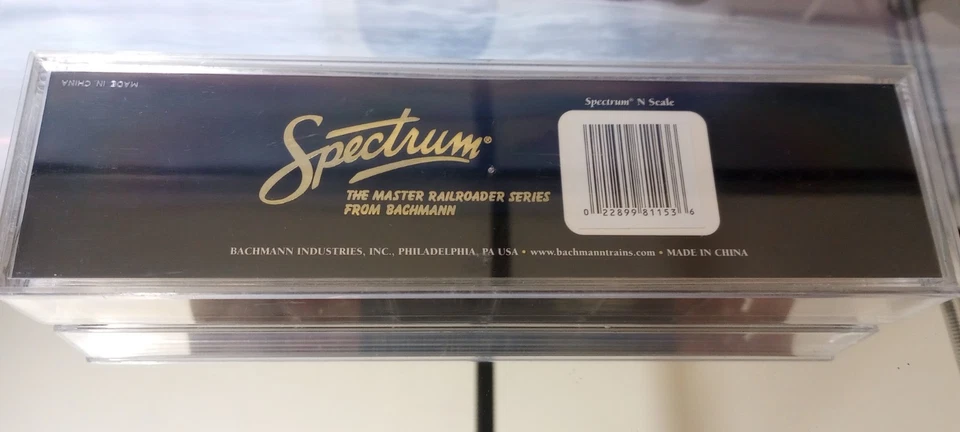 MADE IN CHINA
Spectrum®
THE MASTER RAILROADER SERIES
FROM BACHMANN
Spectrum® N Scale
0 22899 81153 6
BACHMANN INDUSTRIES, INC., PHILADELPHIA, PA USA • www.bachmanntrains.com • MADE IN CHINA